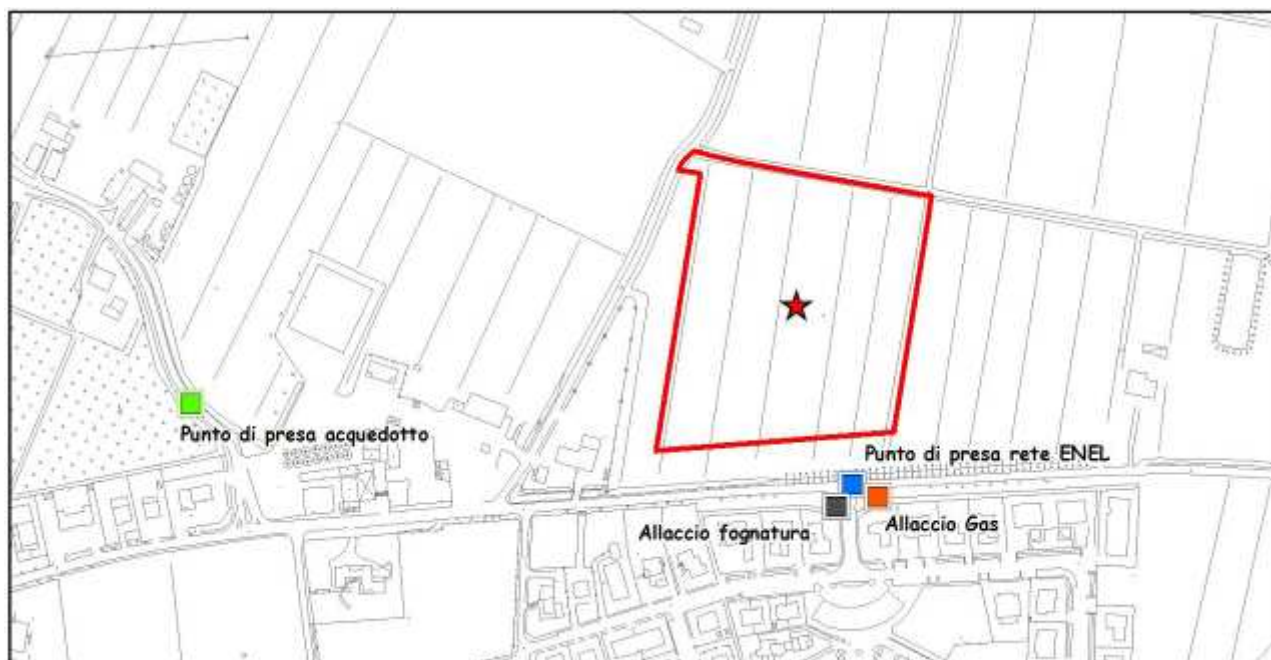 Punto di presa acquedotto
Punto di presa rete ENEL
Allaccio fognatura
Allaccio Gas